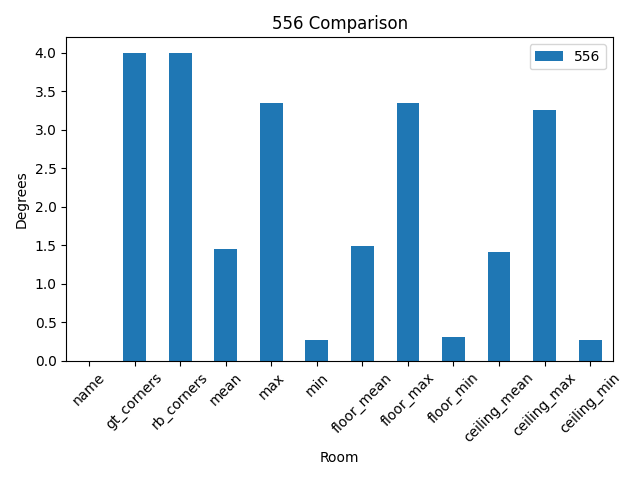 556 Comparison
556
Degrees
4.0
3.5
3.0
2.5
2.0
1.5
1.0
0.5
0.0
name
gt_corners
rb_corners
mean
max
min
floor_mean
floor_max
floor_min
ceiling_mean
ceiling_max
ceiling_min
Room